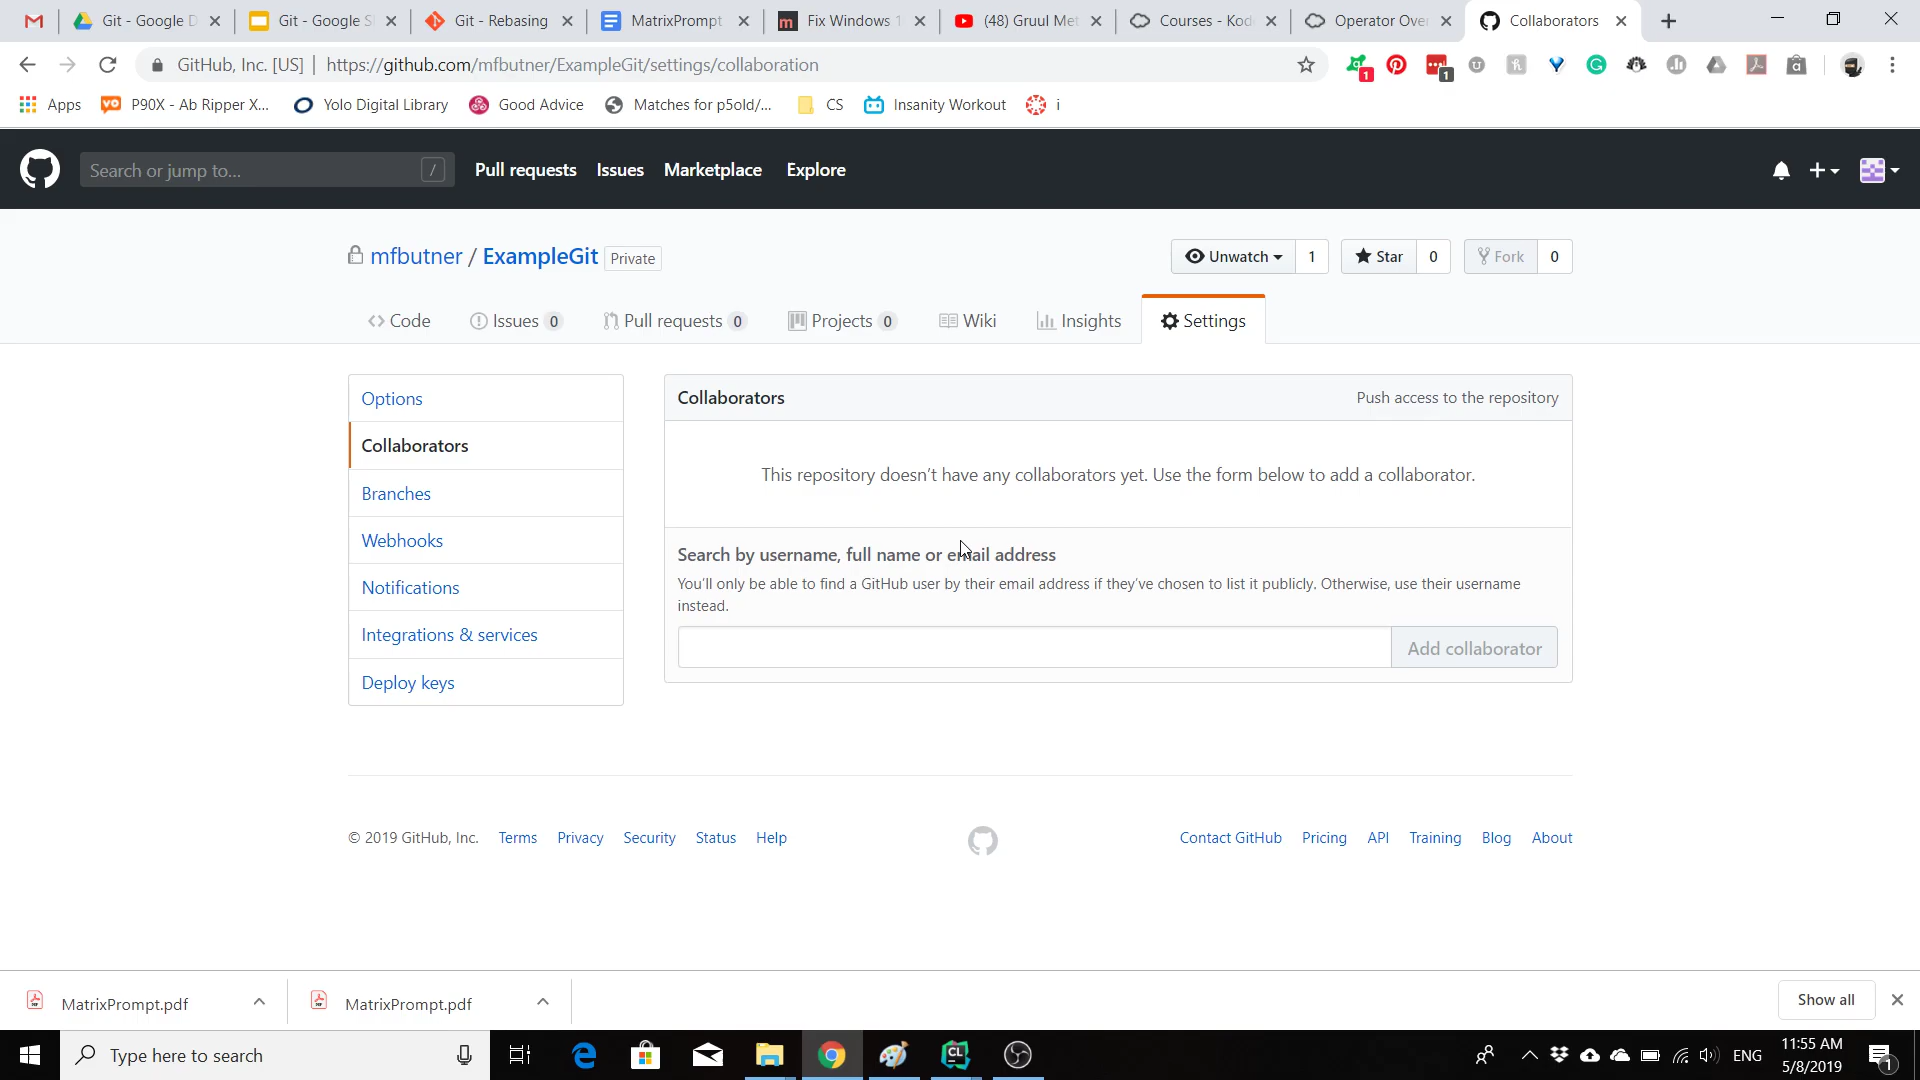 Git - Google D
Git - Google S
Git - Rebasing
MatrixPrompt
Fix Windows 1
(48) Gruul Met
Courses - Kod
Operator Over
Collaborators
GitHub, Inc. [US]
https://github.com/mfbutner/ExampleGit/settings/collaboration
1
1
Apps
P90X - Ab Ripper X...
Yolo Digital Library
Good Advice
Matches for p5old/...
CS
Insanity Workout
i
Search or jump to...
/
Pull requests
Issues
Marketplace
Explore
mfbutner / ExampleGit
Private
Unwatch
1
Star
0
Fork
0
Code
Issues 0
Pull requests 0
Projects 0
Wiki
Insights
Settings
Options
Collaborators
Branches
Webhooks
Notifications
Integrations & services
Deploy keys
Collaborators
Push access to the repository
This repository doesn’t have any collaborators yet. Use the form below to add a collaborator.
Search by username, full name or email address
You’ll only be able to find a GitHub user by their email address if they’ve chosen to list it publicly. Otherwise, use their username
instead.
Add collaborator
© 2019 GitHub, Inc.
Terms
Privacy
Security
Status
Help
Contact GitHub
Pricing
API
Training
Blog
About
MatrixPrompt.pdf
MatrixPrompt.pdf
Show all
Type here to search
CL
ENG
11:55 AM
5/8/2019
1